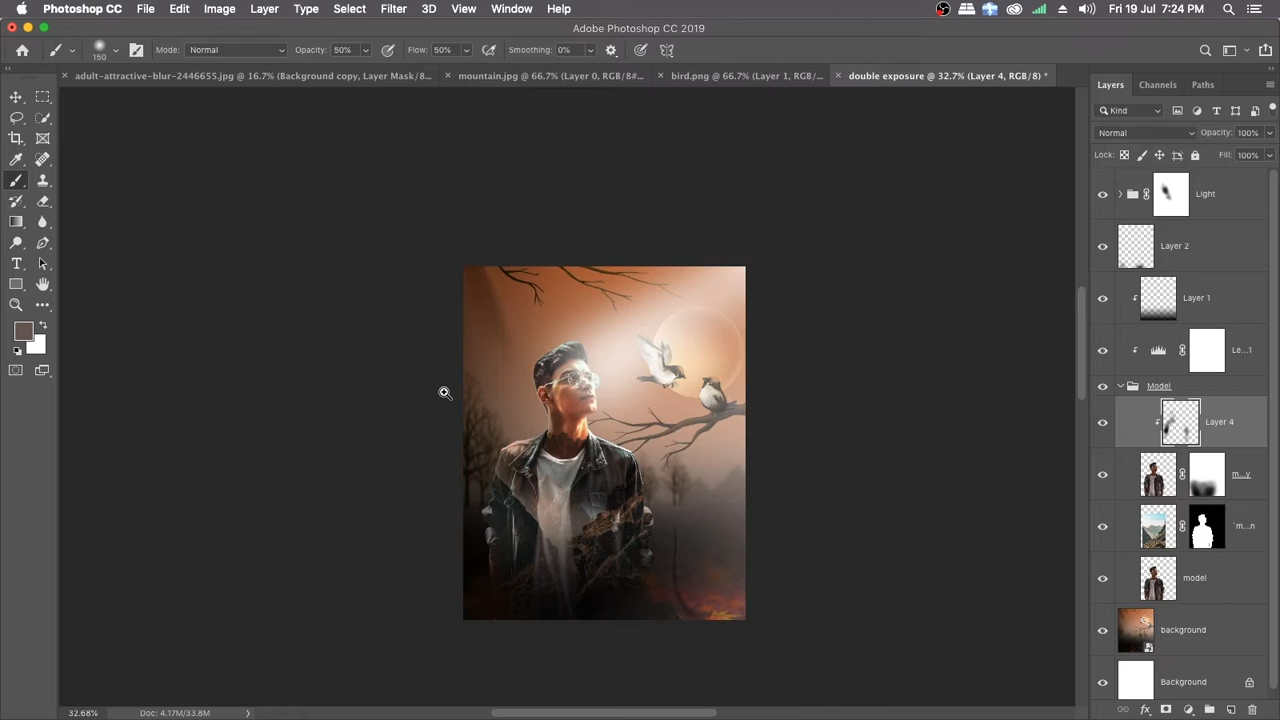 Photoshop CC File Edit Image Layer Type Select Filter 3D View Window Help Fri 19 Jul 7:24 PM
Adobe Photoshop CC 2019
150 Mode: Normal Opacity: 50% Flow: 50% Smoothing: 0%
adult-attractive-blur-2446655.jpg @ 16.7% (Background copy, Layer Mask/8... mountain.jpg @ 66.7% (Layer 0, RGB/8#... bird.png @ 66.7% (Layer 1, RGB/... double exposure @ 32.7% (Layer 4, RGB/8) *
Layers Channels Paths
Kind
Normal Opacity: 100%
Lock: Fill: 100%
Light
Layer 2
Layer 1
Le...1
Model
Layer 4
m...y
`m...n
model
background
Background
32.68% Doc: 4.17M/33.8M